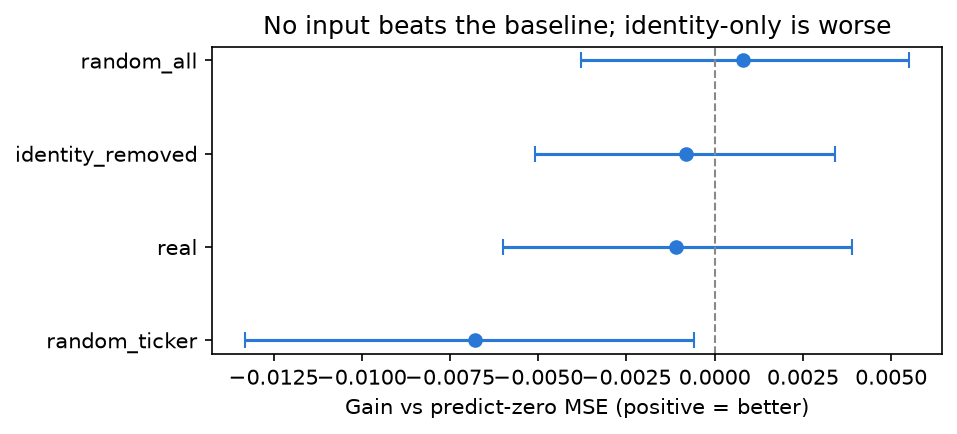 No input beats the baseline; identity-only is worse
random_all
identity_removed
real
random_ticker
−0.0125 −0.0100 −0.0075 −0.0050 −0.0025 0.0000 0.0025 0.0050
Gain vs predict-zero MSE (positive = better)